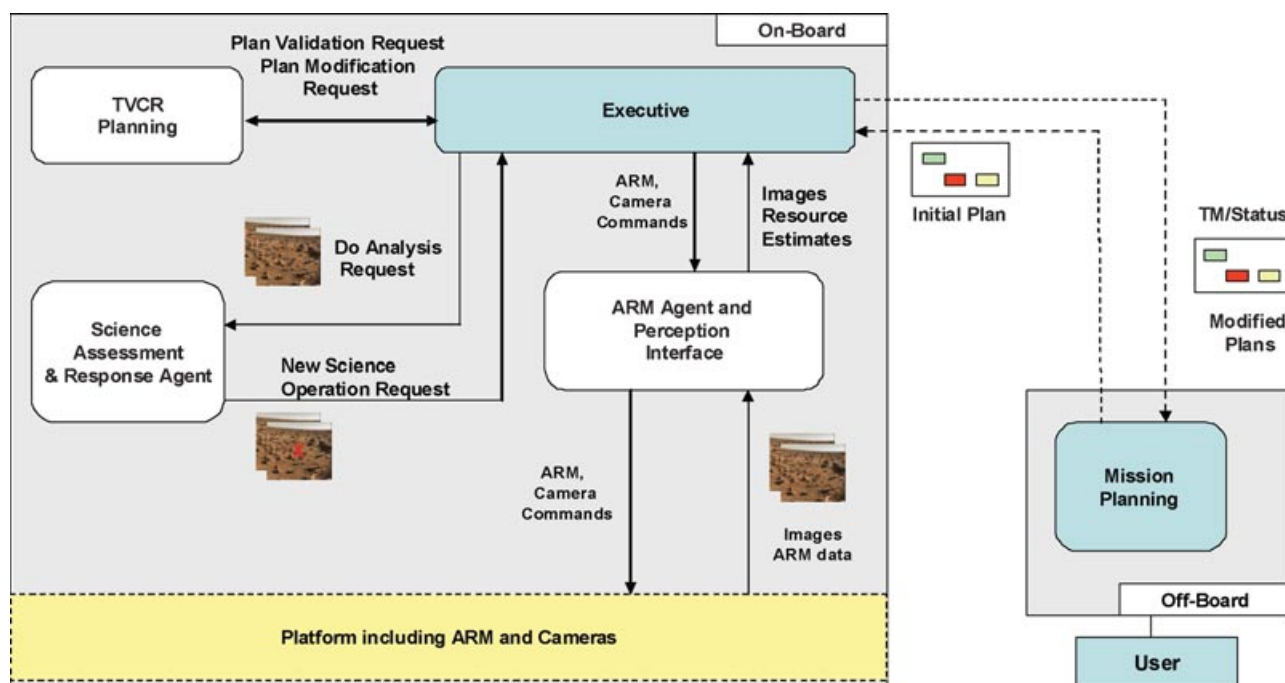 On-Board
Plan Validation Request
Plan Modification
Request
TVCR
Planning
Executive
ARM,
Camera
Commands
Images
Resource
Estimates
Initial Plan
TM/Status
Modified
Plans
Do Analysis
Request
Science
Assessment
& Response Agent
ARM Agent and
Perception
Interface
New Science
Operation Request
ARM,
Camera
Commands
Images
ARM data
Mission
Planning
Off-Board
Platform including ARM and Cameras
User